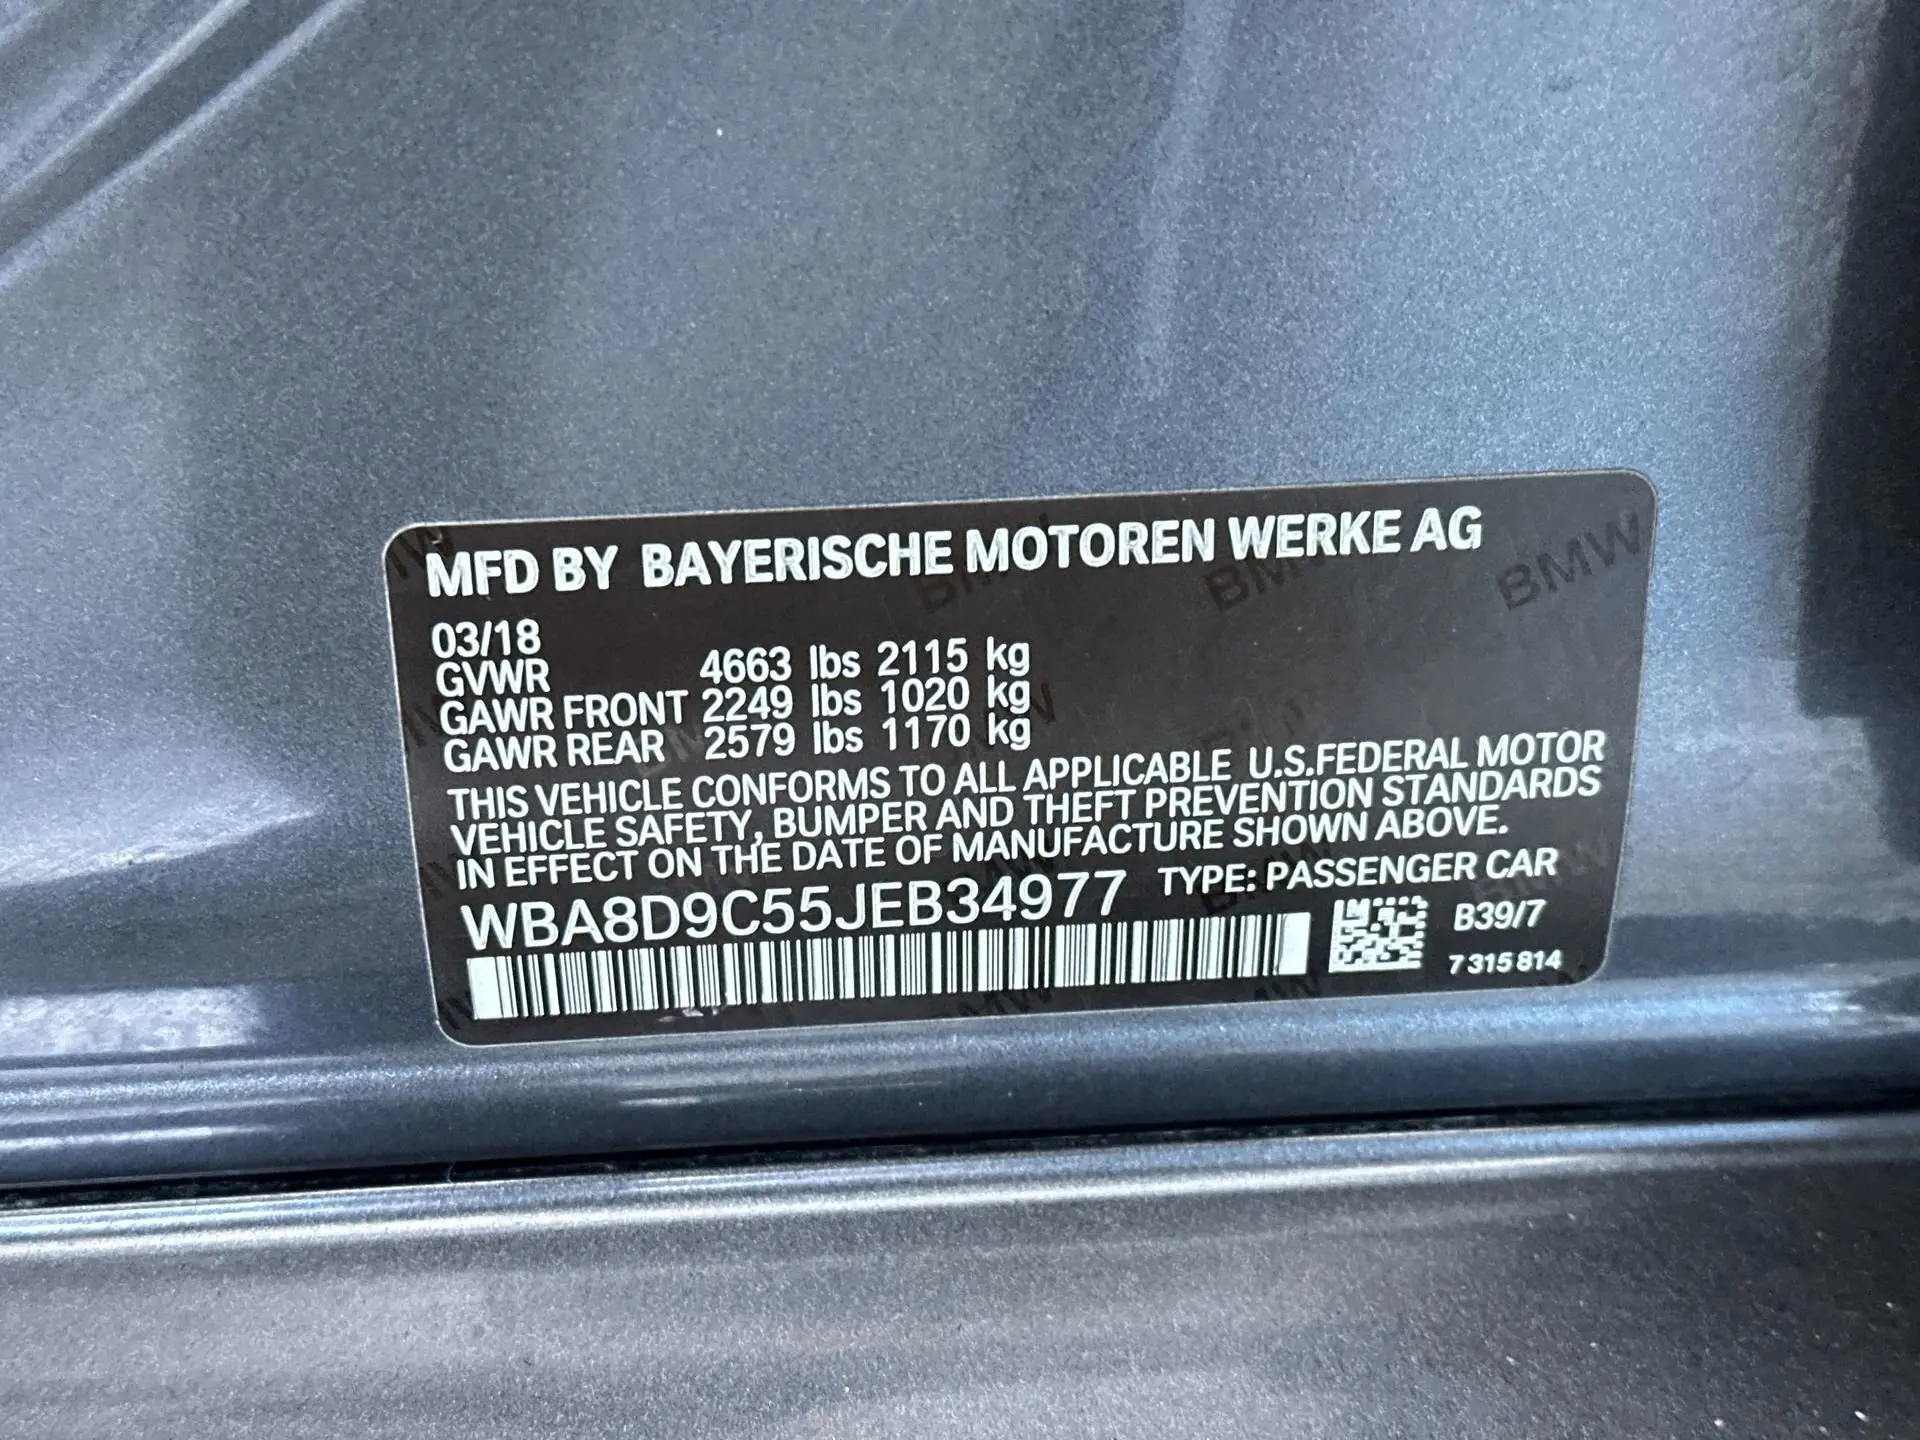 MFD BY BAYERISCHE MOTOREN WERKE AG
03/18
GVWR 4663 lbs 2115 kg
GAWR FRONT 2249 lbs 1020 kg
GAWR REAR 2579 lbs 1170 kg
THIS VEHICLE CONFORMS TO ALL APPLICABLE U.S.FEDERAL MOTOR
VEHICLE SAFETY, BUMPER AND THEFT PREVENTION STANDARDS
IN EFFECT ON THE DATE OF MANUFACTURE SHOWN ABOVE.
WBA8D9C55JEB34977 TYPE: PASSENGER CAR
B39/7
7 315 814